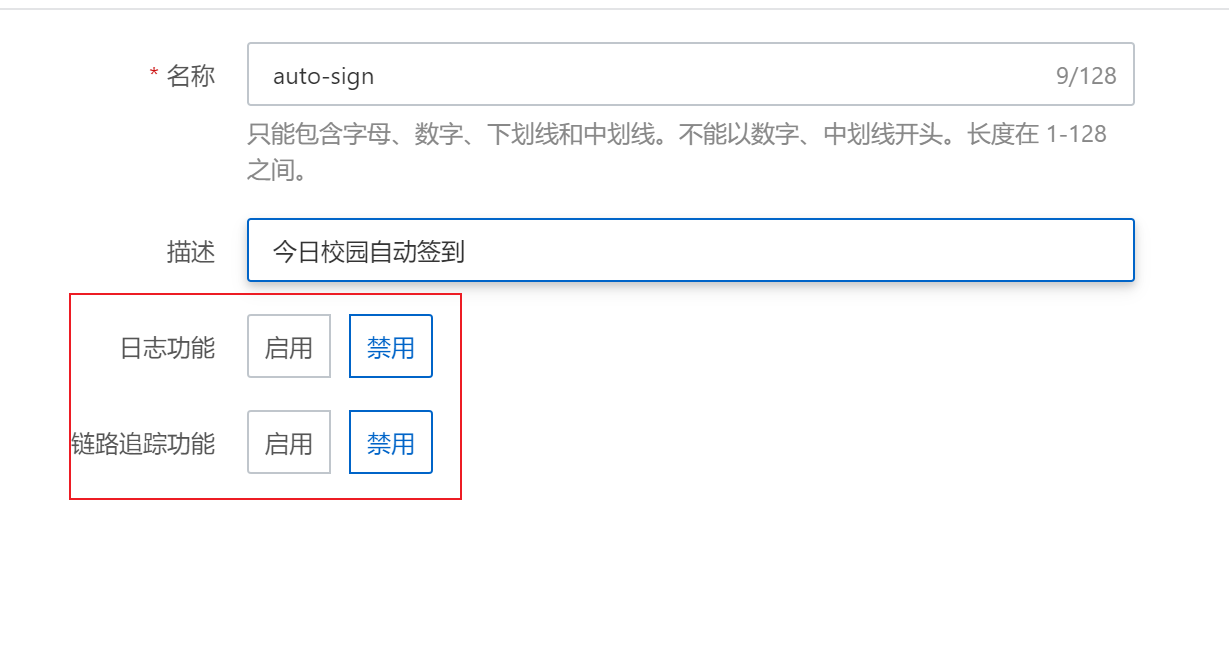 * 名称 auto-sign 9/128
只能包含字母、数字、下划线和中划线。不能以数字、中划线开头。长度在 1-128
之间。
描述 今日校园自动签到
日志功能 启用 禁用
链路追踪功能 启用 禁用